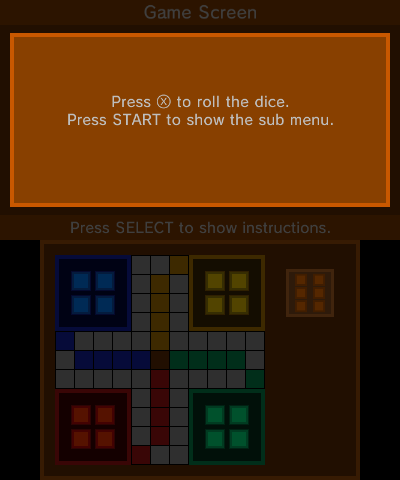 Game Screen
Press Ⓧ to roll the dice.
Press START to show the sub menu.
Press SELECT to show instructions.